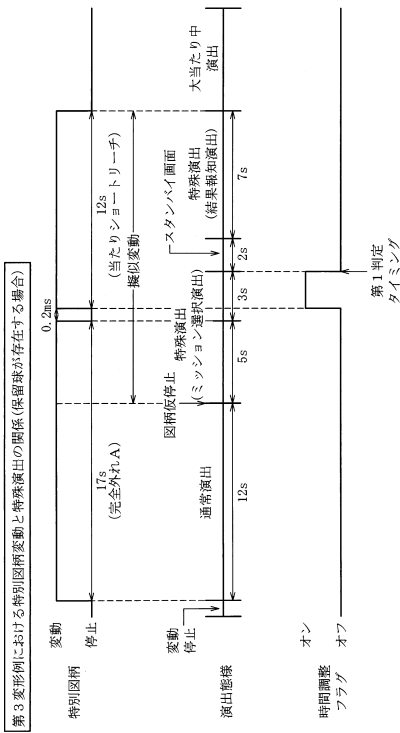 第3変形例における特別図柄変動と特殊演出の関係(保留球が存在する場合)
特別図柄
変動
停止
17s
(完全外れA)
0.2ms
12s
(当たりショートリーチ)
擬似変動
図柄仮停止
スタンバイ画面
演出態様
変動
停止
通常演出
特殊演出
(ミッション選択演出)
特殊演出
(結果報知演出)
大当たり中
演出
12s
5s
3s
2s
7s
時間調整
フラグ
オン
オフ
第1判定
タイミング